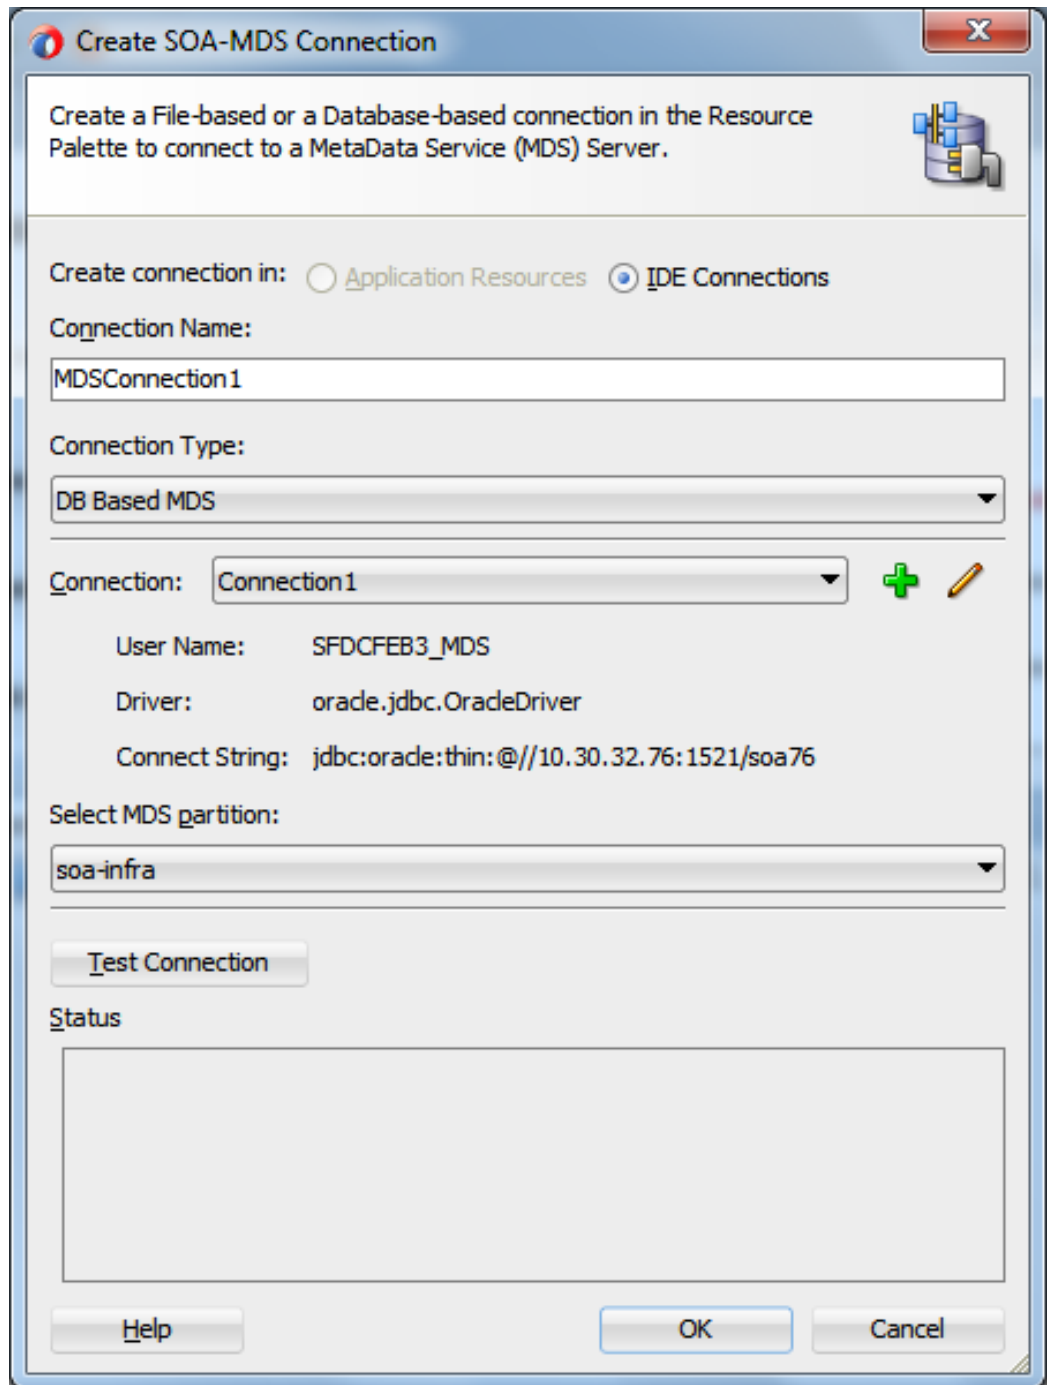 Create SOA-MDS Connection
Create a File-based or a Database-based connection in the Resource
Palette to connect to a MetaData Service (MDS) Server.
Create connection in: Application Resources IDE Connections
Connection Name:
MDSConnection1
Connection Type:
DB Based MDS
Connection: Connection1
User Name: SFDCFEB3_MDS
Driver: oracle.jdbc.OracleDriver
Connect String: jdbc:oracle:thin:@//10.30.32.76:1521/soa76
Select MDS partition:
soa-infra
Test Connection
Status
Help OK Cancel